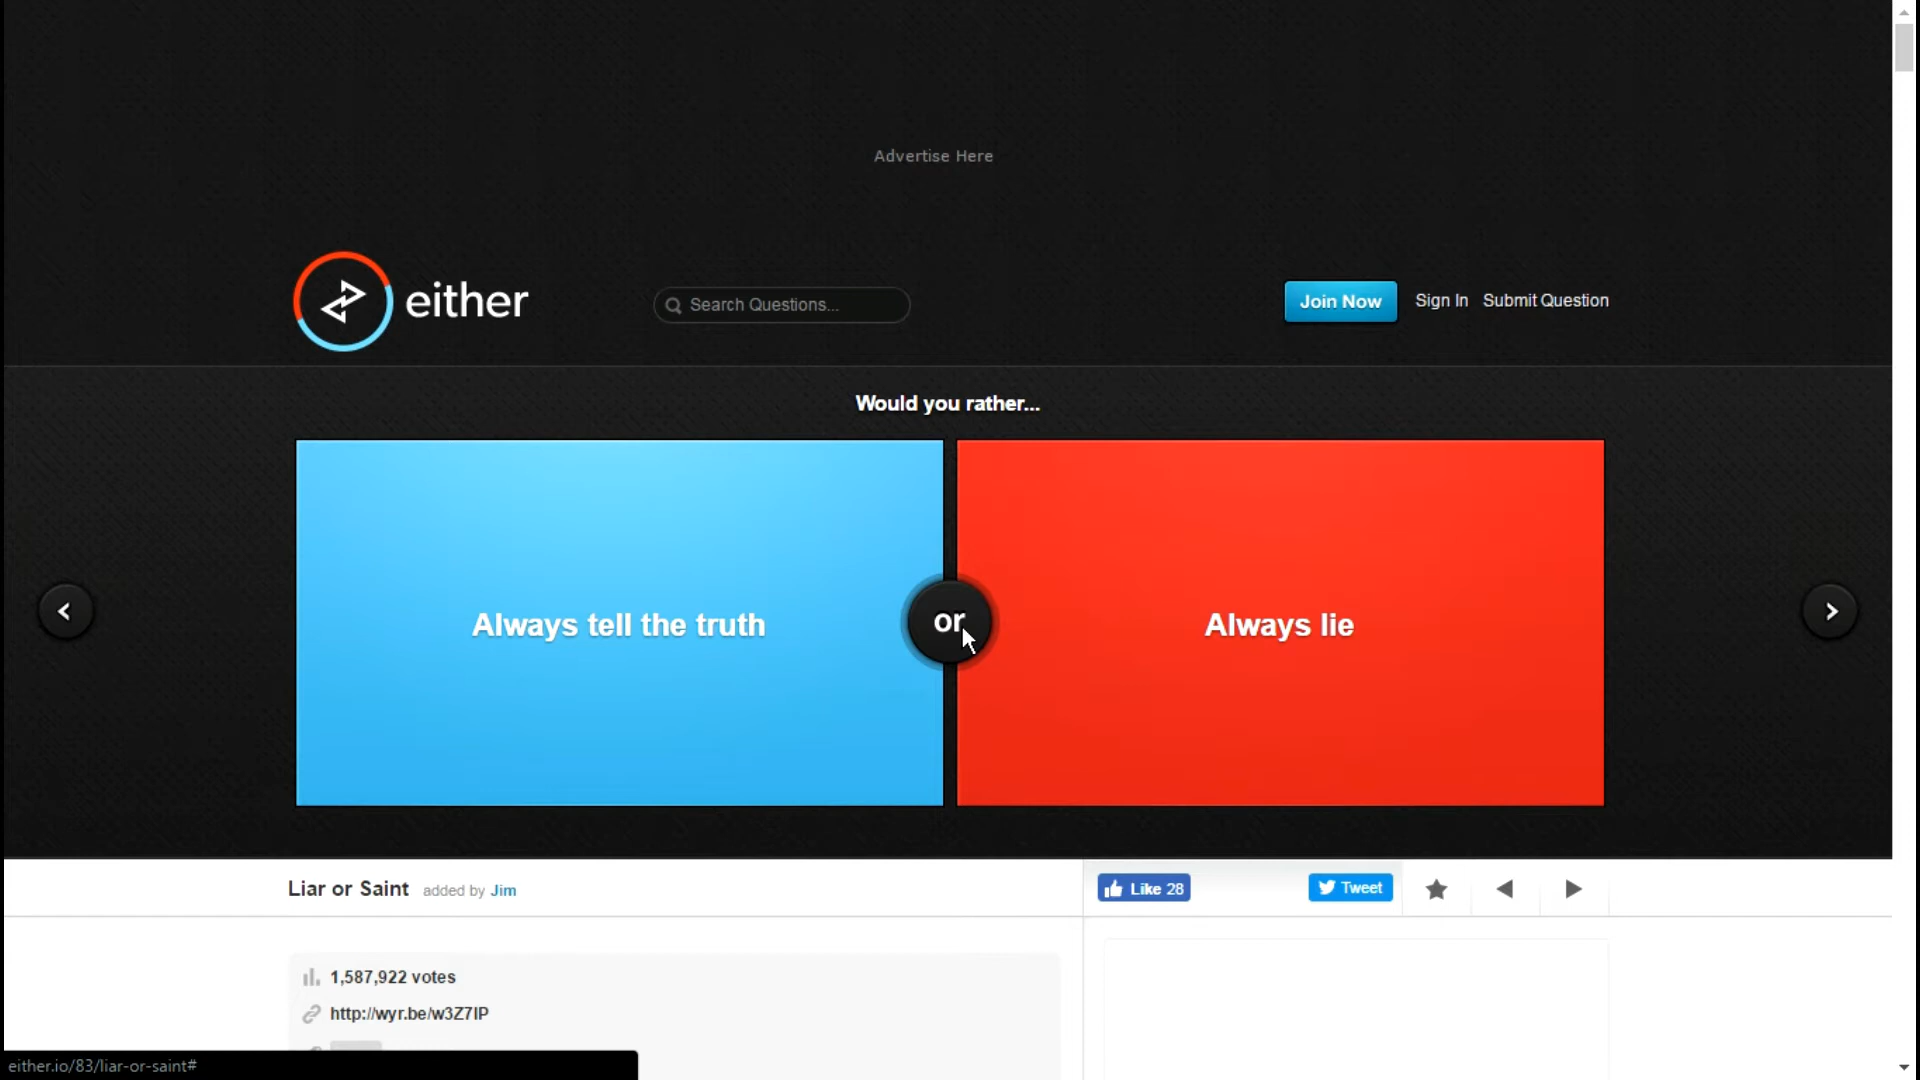 Advertise Here
either
Search Questions...
Join Now
Sign In
Submit Question
Would you rather...
Always tell the truth
or
Always lie
Liar or Saint added by Jim
Like 28
Tweet
1,587,922 votes
http://wyr.be/w3Z7IP
either.io/83/liar-or-saint#